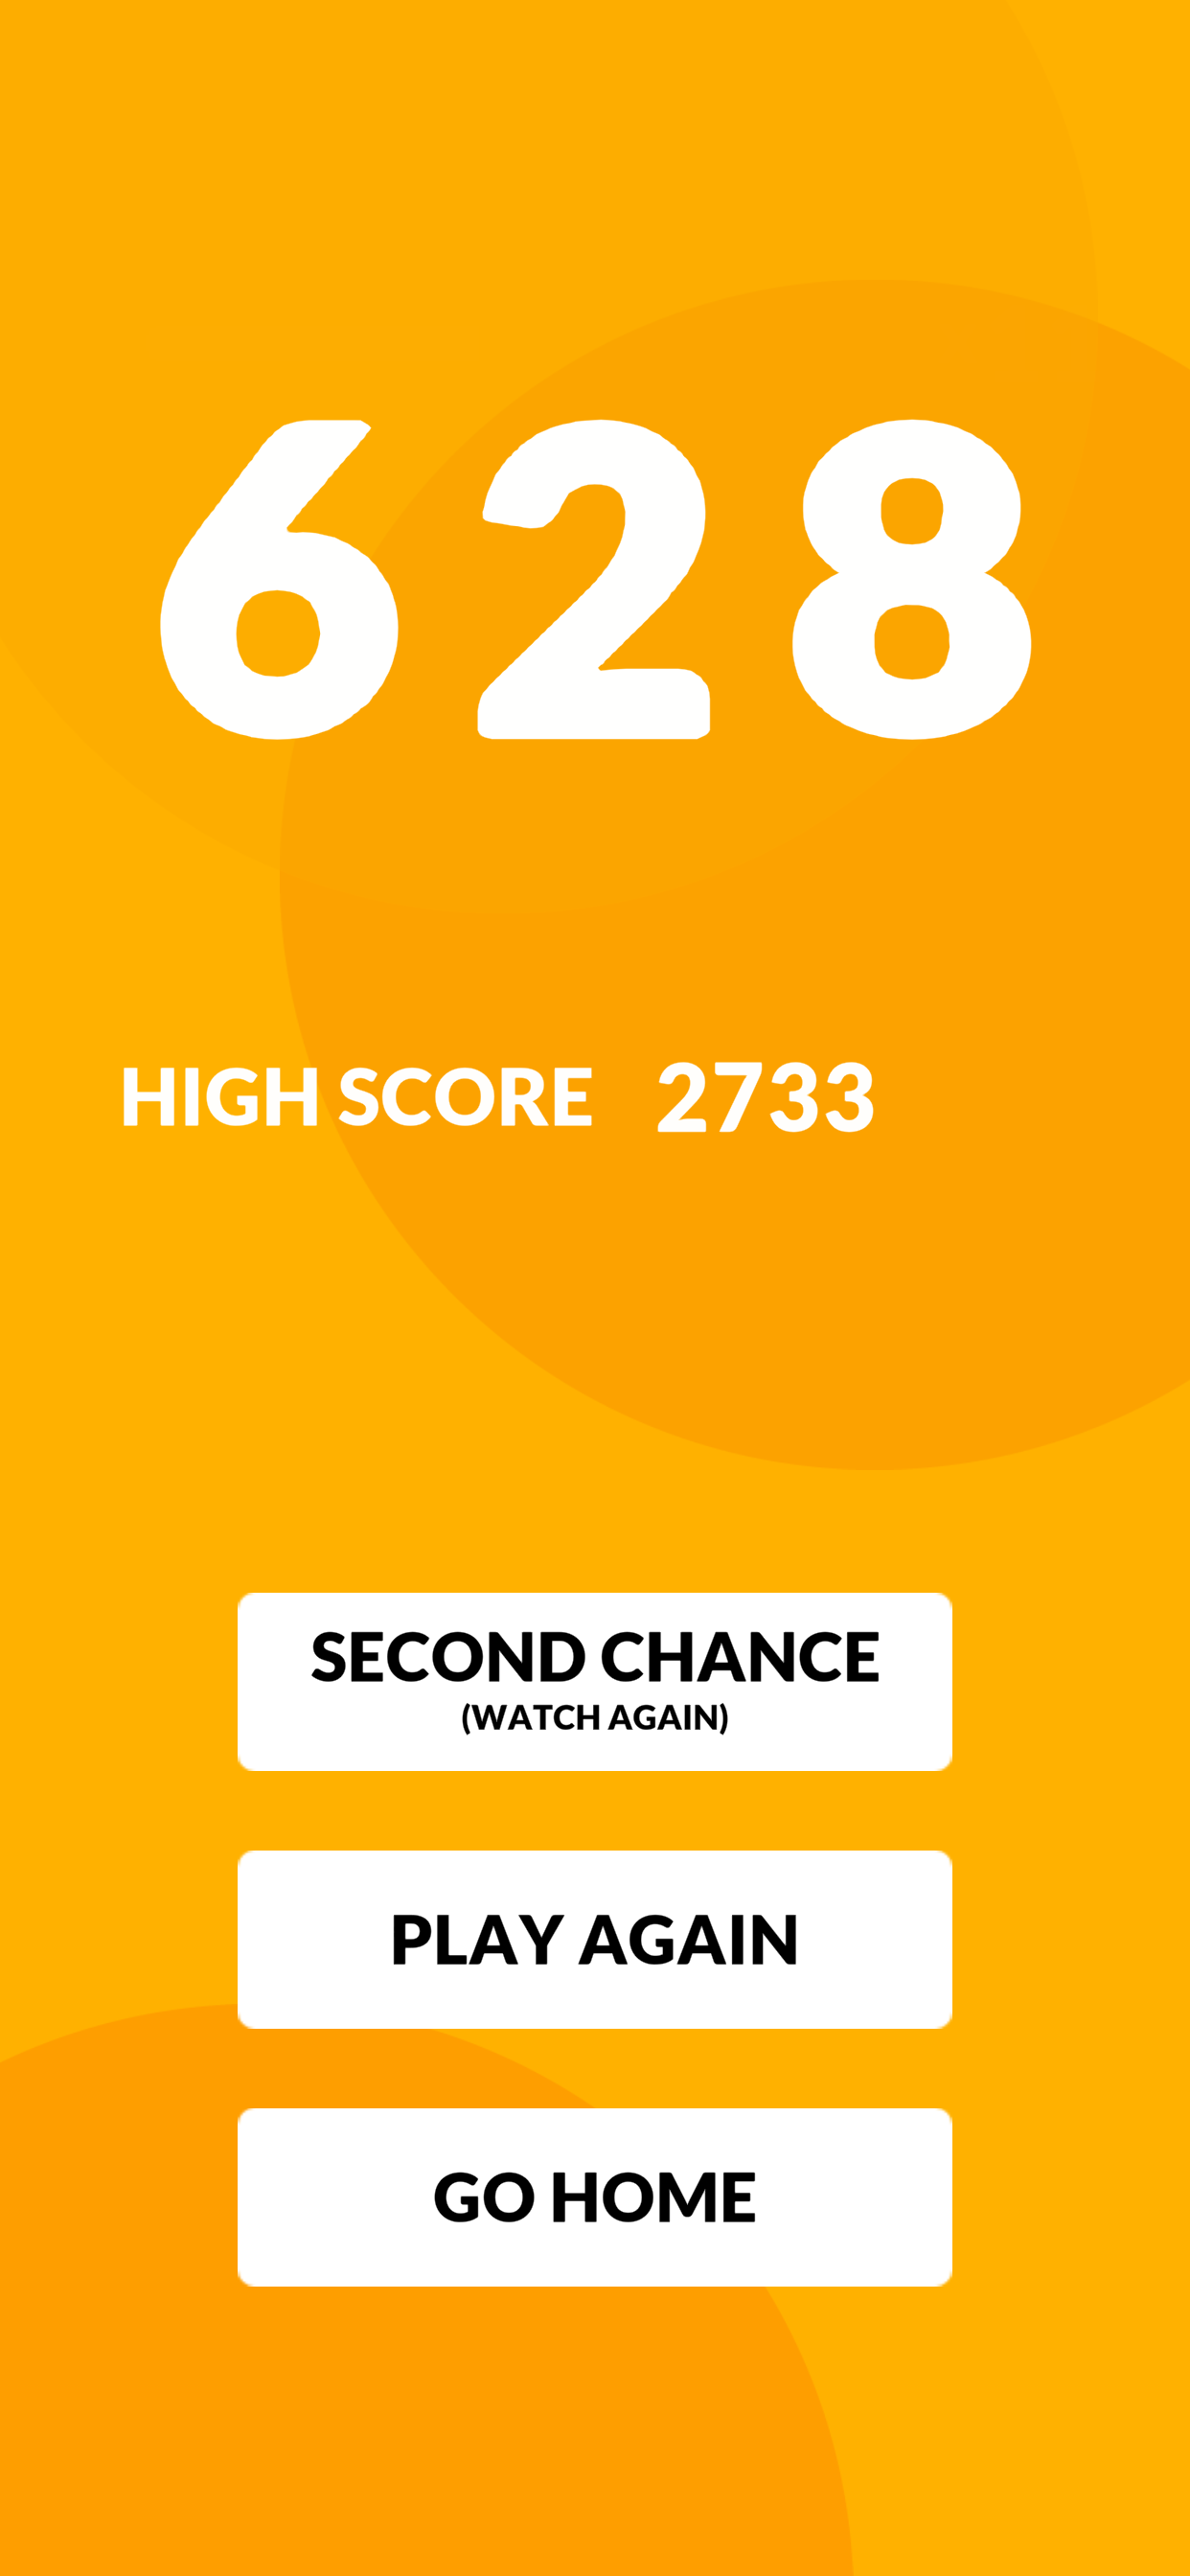 628
HIGH SCORE 2733
SECOND CHANCE
(WATCH AGAIN)
PLAY AGAIN
GO HOME